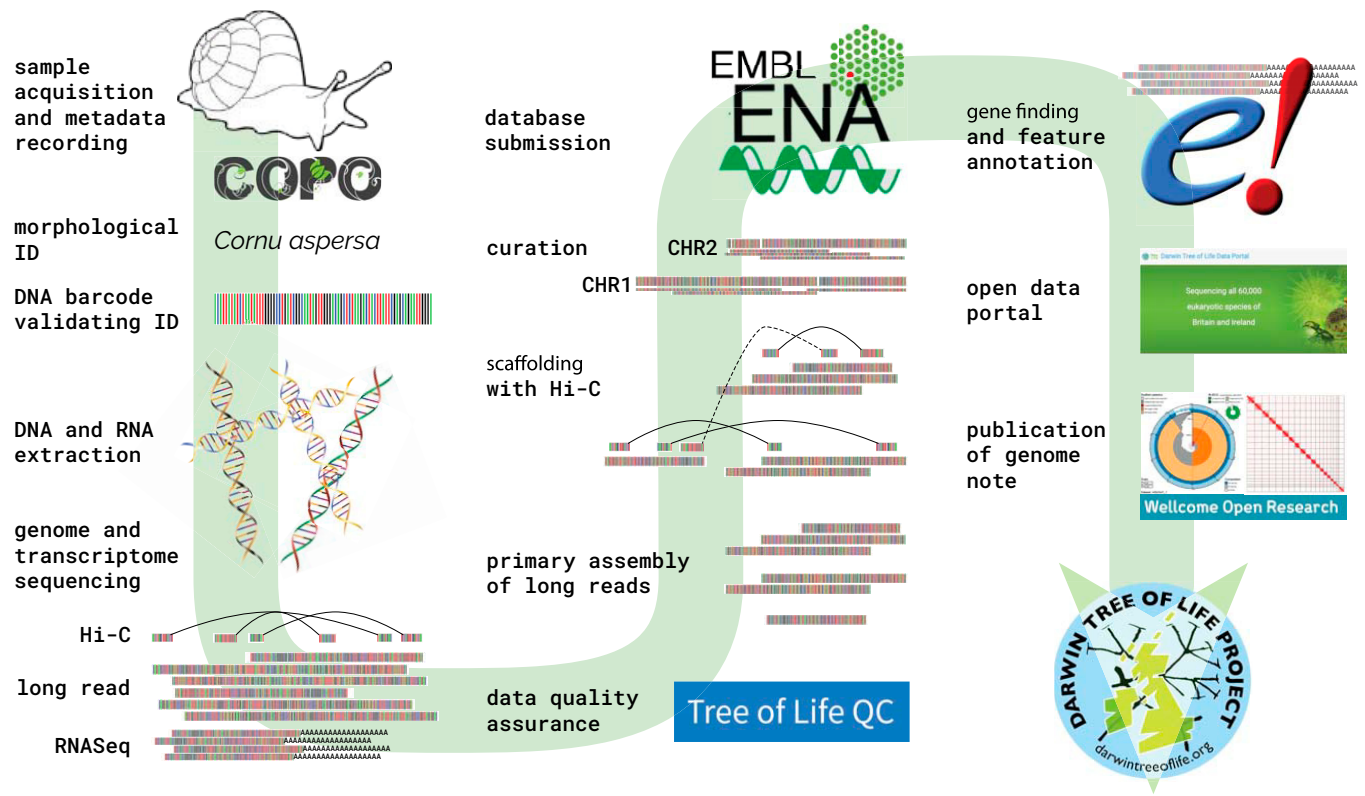 sample
acquisition
and metadata
recording
COPO
morphological
ID
Cornu aspersa
DNA barcode
validating ID
DNA and RNA
extraction
genome and
transcriptome
sequencing
Hi-C
long read
RNASeq
AAAAAAAAAAAAAAAAAAA
AAAAAAAAAAAAAAAAAAA
AAAAAAAAAAAAAAAAAAA
AAAAAAAAAAAAAAAAAAA
database
submission
EMBL
ENA
curation
CHR2
CHR1
scaffolding
with Hi-C
primary assembly
of long reads
data quality
assurance
Tree of Life QC
gene finding
and feature
annotation
e!
open data
portal
Darwin Tree of Life Data Portal
Sequencing all 60,000
eukaryotic species of
Britain and Ireland
publication
of genome
note
Wellcome Open Research
DARWIN TREE OF LIFE PROJECT
darwintreeoflife.org